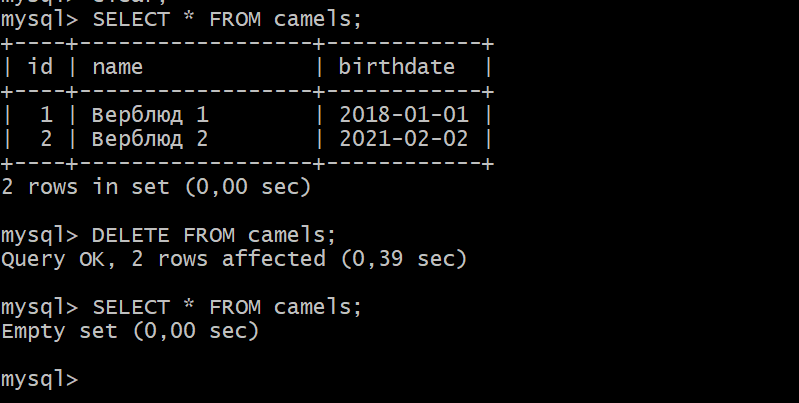 mysql> SELECT * FROM camels;
+----+------------------+------------+
| id | name             | birthdate  |
+----+------------------+------------+
|  1 | Верблюд 1        | 2018-01-01 |
|  2 | Верблюд 2        | 2021-02-02 |
+----+------------------+------------+
2 rows in set (0,00 sec)
mysql> DELETE FROM camels;
Query OK, 2 rows affected (0,39 sec)
mysql> SELECT * FROM camels;
Empty set (0,00 sec)
mysql>